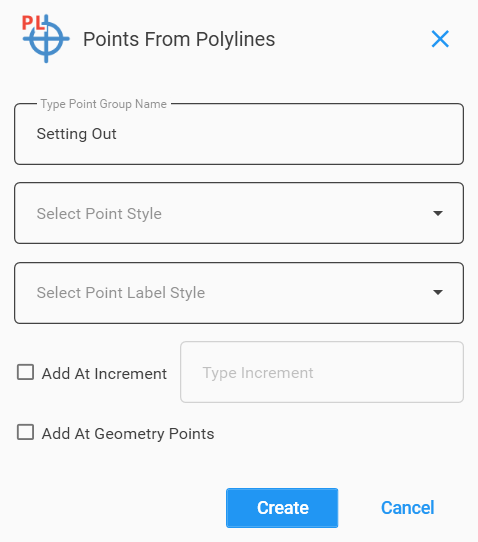 PL
Points From Polylines
Type Point Group Name
Setting Out
Select Point Style
Select Point Label Style
Add At Increment
Type Increment
Add At Geometry Points
Create
Cancel